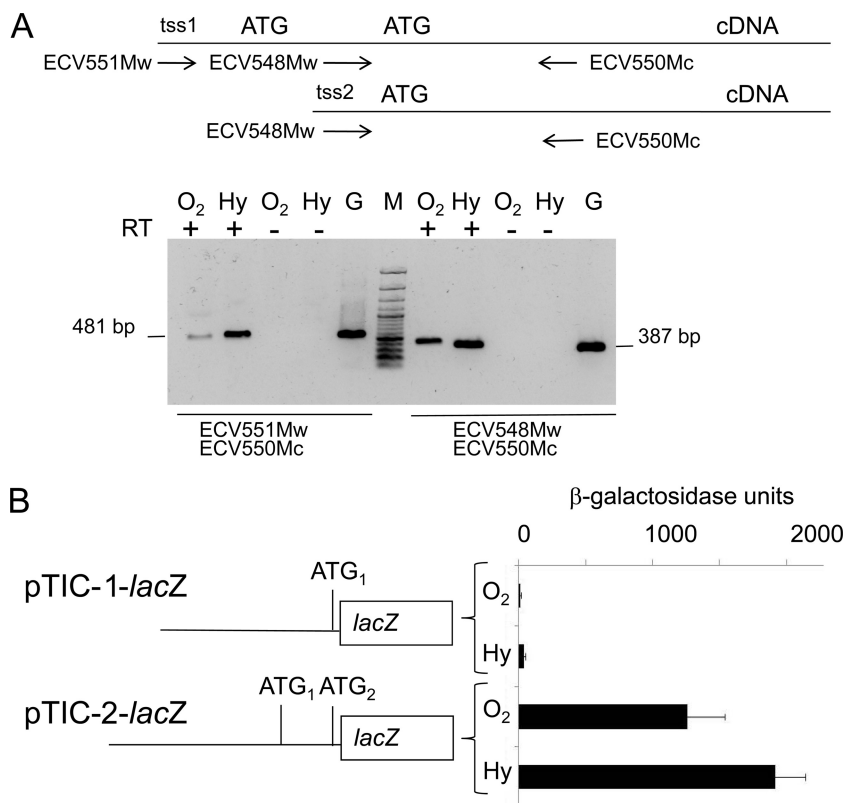 A
tss1 ATG ATG cDNA
ECV551Mw ECV548Mw ECV550Mc
tss2 ATG cDNA
ECV548Mw ECV550Mc
O2 Hy O2 Hy G M O2 Hy O2 Hy G
RT + + - - + + - -
481 bp 387 bp
ECV551Mw ECV548Mw
ECV550Mc ECV550Mc
B
β-galactosidase units
0 1000 2000
ATG1
pTIC-1-lacZ
lacZ
O2
Hy
ATG1 ATG2
pTIC-2-lacZ
lacZ
O2
Hy